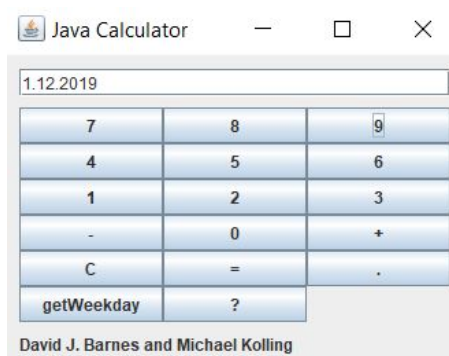 Java Calculator
1.12.2019
7 8 9
4 5 6
1 2 3
- 0 +
C = .
getWeekday ?
David J. Barnes and Michael Kolling